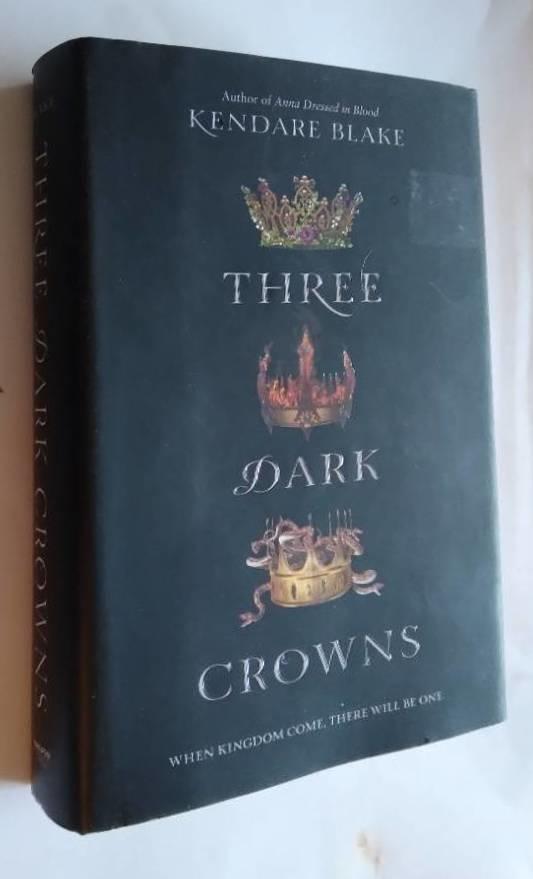 Author of Anna Dressed in Blood
KENDARE BLAKE
THREE
DARK
CROWNS
WHEN KINGDOM COME, THERE WILL BE ONE
THREE DARK CROWNS